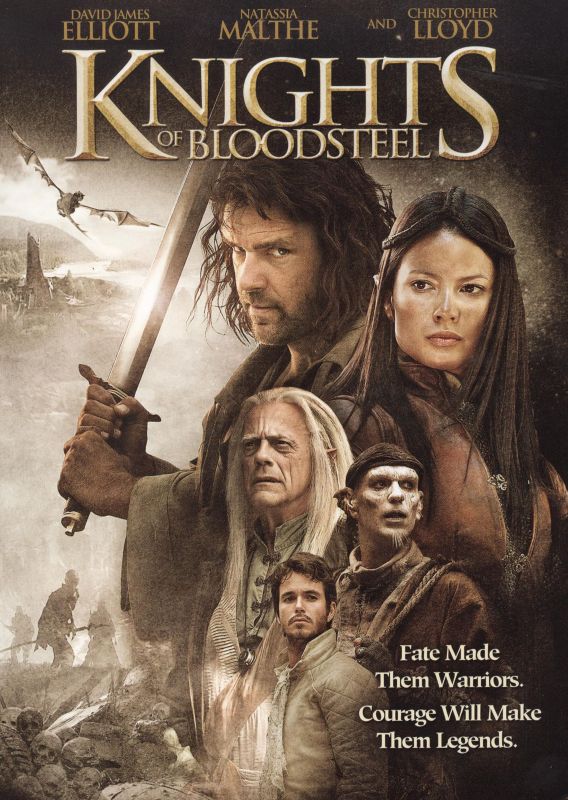 DAVID JAMES
ELLIOTT
NATASSIA
MALTHE
AND
CHRISTOPHER
LLOYD
KNIGHTS
OF BLOODSTEEL
Fate Made
Them Warriors.
Courage Will Make
Them Legends.